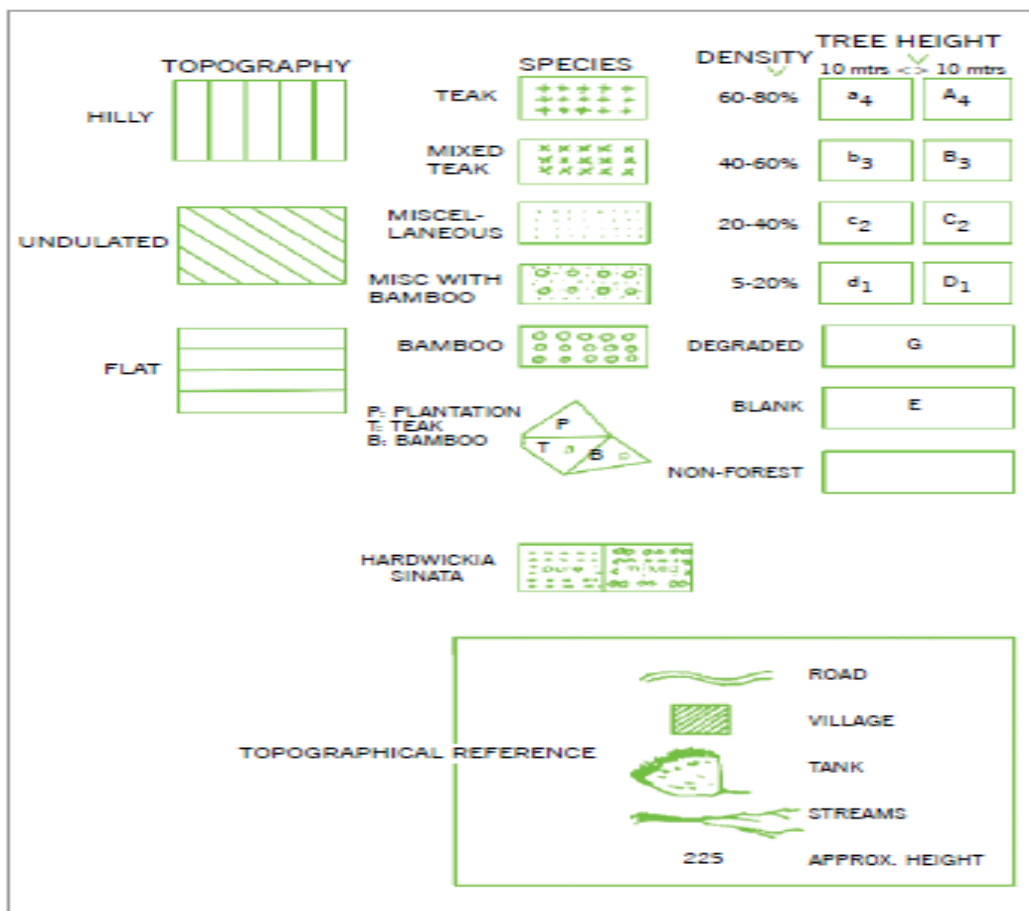 TOPOGRAPHY
HILLY
UNDULATED
FLAT
SPECIES
TEAK
MIXED
TEAK
MISCEL-
LANEOUS
MISC WITH
BAMBOO
BAMBOO
P: PLANTATION
T: TEAK
B: BAMBOO
P
T
B
HARDWICKIA
SINATA
DENSITY
TREE HEIGHT
10 mtrs < > 10 mtrs
60-80% a4 A4
40-60% b3 B3
20-40% c2 C2
5-20% d1 D1
DEGRADED G
BLANK E
NON-FOREST
TOPOGRAPHICAL REFERENCE
ROAD
VILLAGE
TANK
STREAMS
225 APPROX. HEIGHT